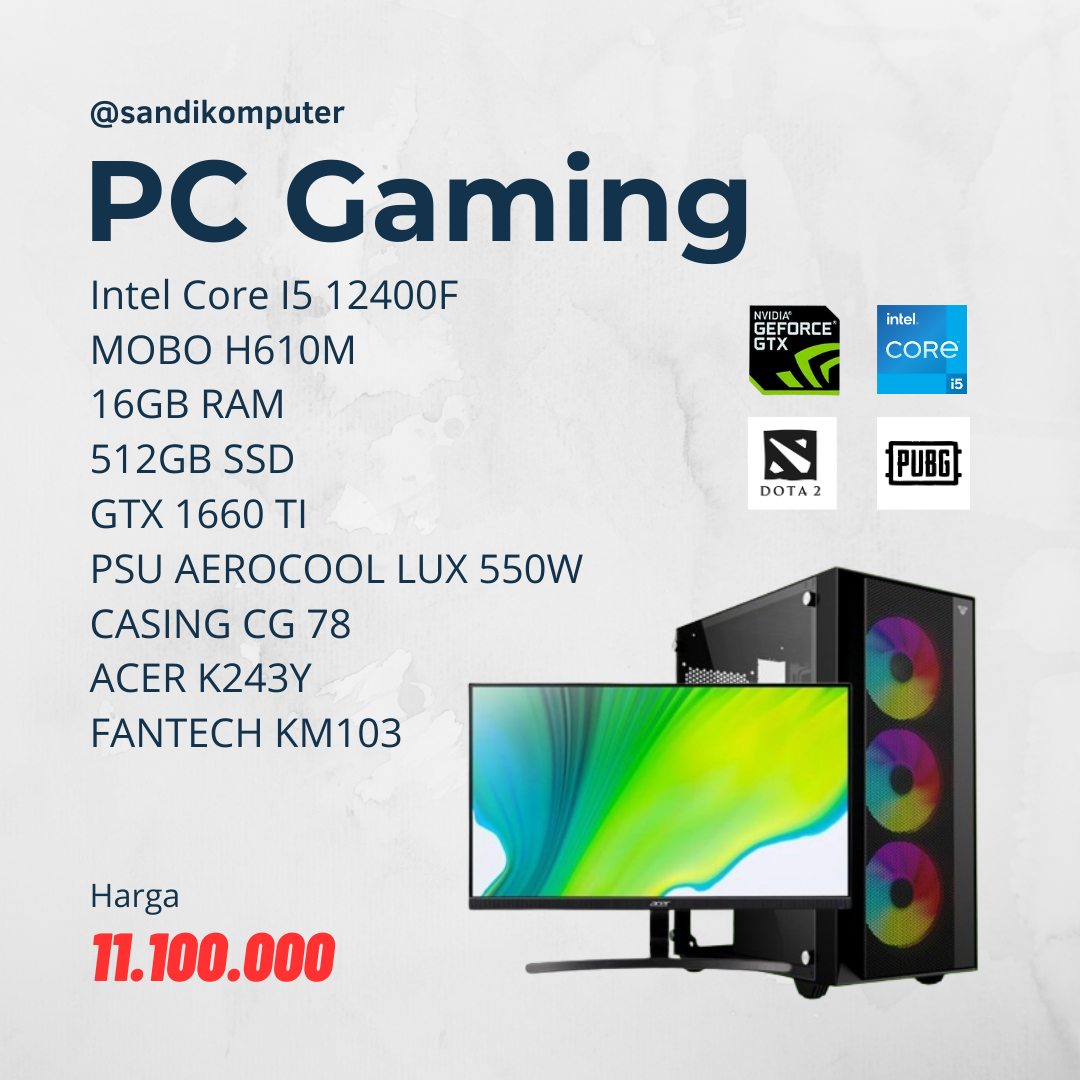 @sandikomputer
PC Gaming
Intel Core I5 12400F
MOBO H610M
16GB RAM
512GB SSD
GTX 1660 TI
PSU AEROCOOL LUX 550W
CASING CG 78
ACER K243Y
FANTECH KM103
NVIDIA®
GEFORCE®
GTX
intel.
CORE
i5
DOTA 2
PUBG
acer
Harga
11.100.000